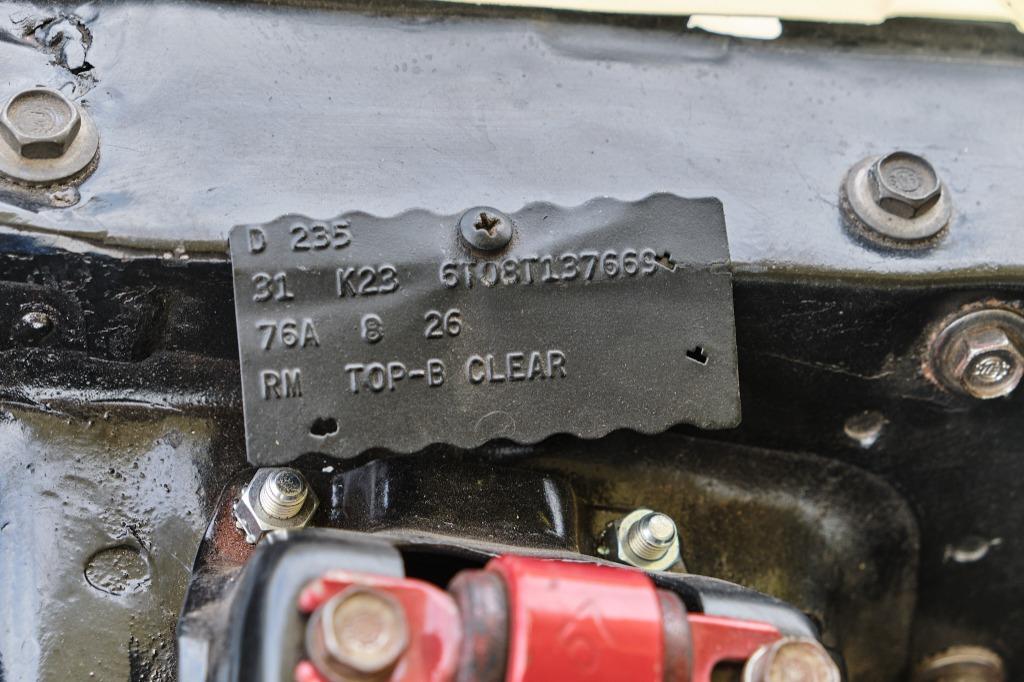 D 235
31 K23 6T08T137669
76A 8 26
RM TOP-B CLEAR